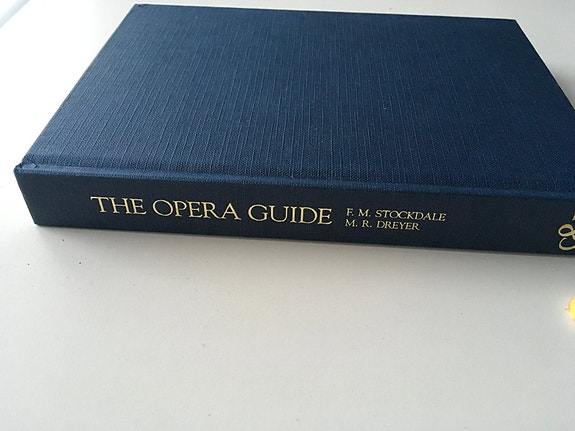 THE OPERA GUIDE
F. M. STOCKDALE
M. R. DREYER